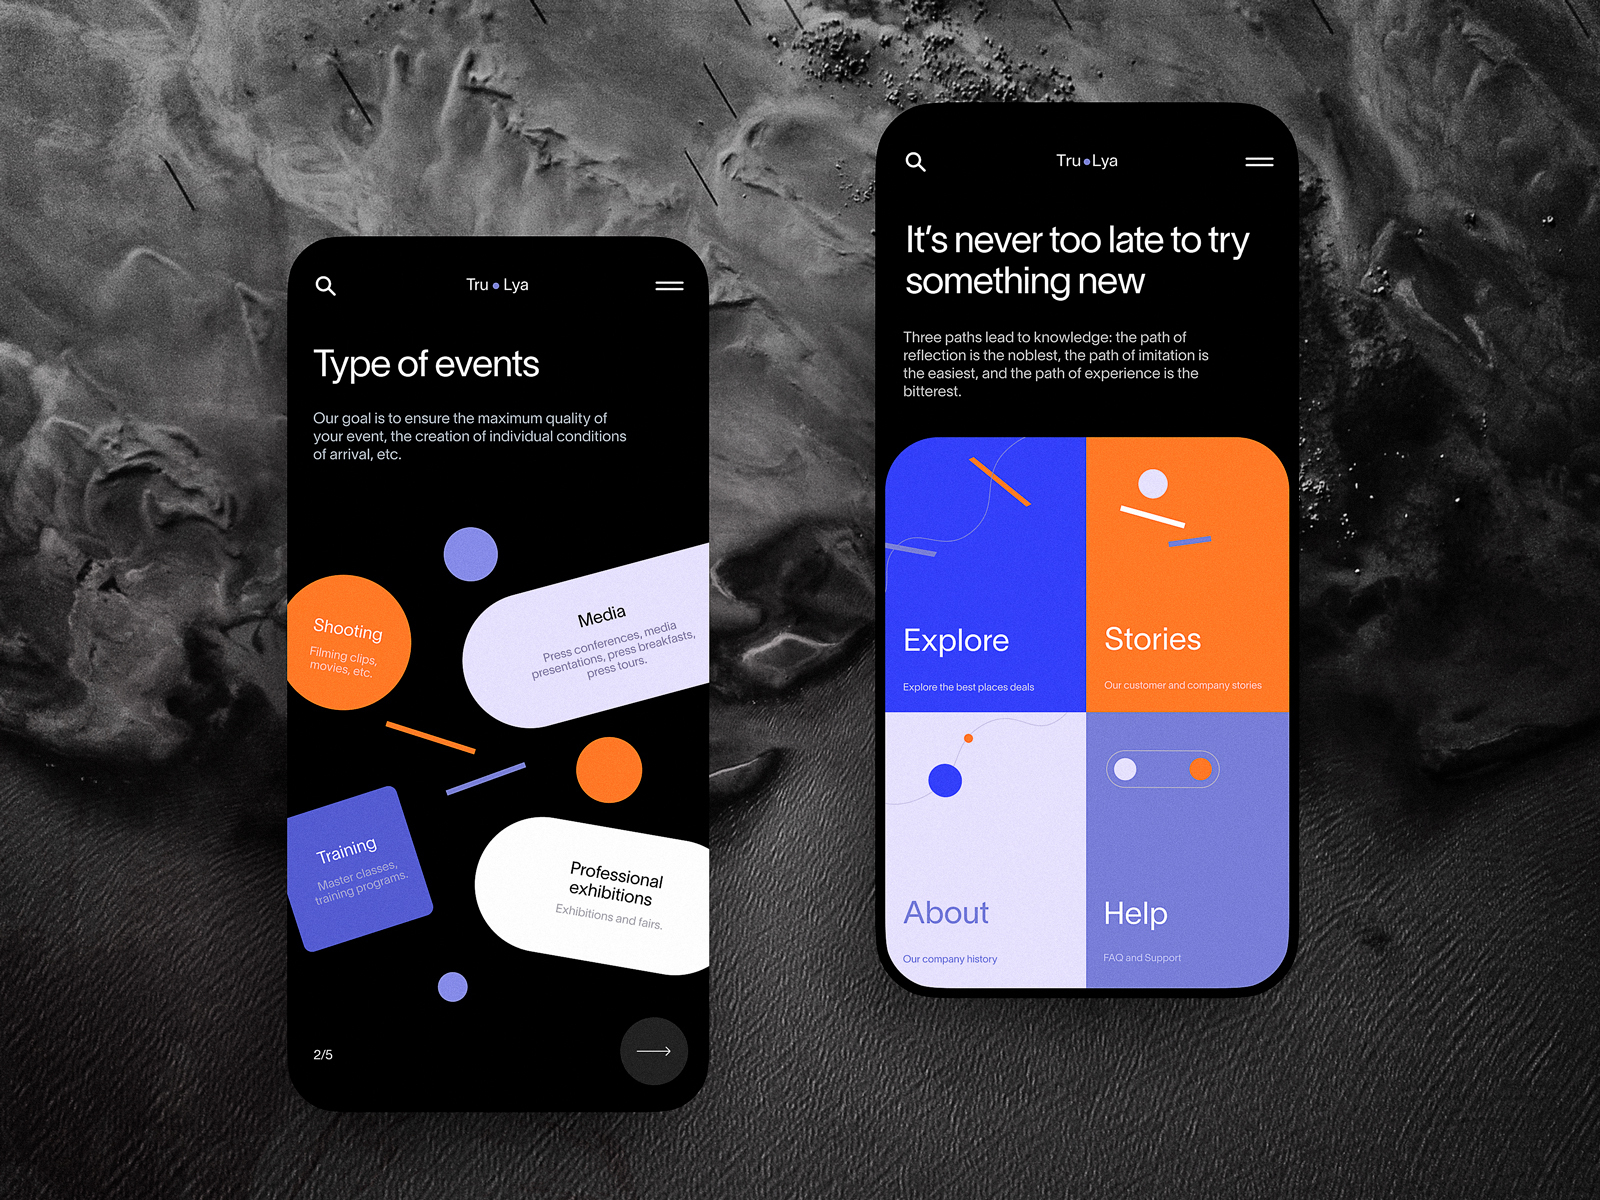 Tru Lya
Type of events
Our goal is to ensure the maximum quality of
your event, the creation of individual conditions
of arrival, etc.
Shooting
Filming clips,
movies, etc.
Media
Press conferences, media
presentations, press breakfasts,
press tours.
Training
Master classes,
training programs.
Professional
exhibitions
Exhibitions and fairs.
2/5
Tru Lya
It's never too late to try
something new
Three paths lead to knowledge: the path of
reflection is the noblest, the path of imitation is
the easiest, and the path of experience is the
bitterest.
Explore
Explore the best places deals
Stories
Our customer and company stories
About
Our company history
Help
FAQ and Support